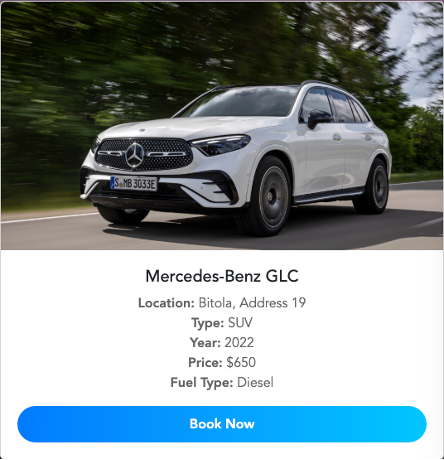 S MB 3033E
Mercedes-Benz GLC
Location: Bitola, Address 19
Type: SUV
Year: 2022
Price: $650
Fuel Type: Diesel
Book Now